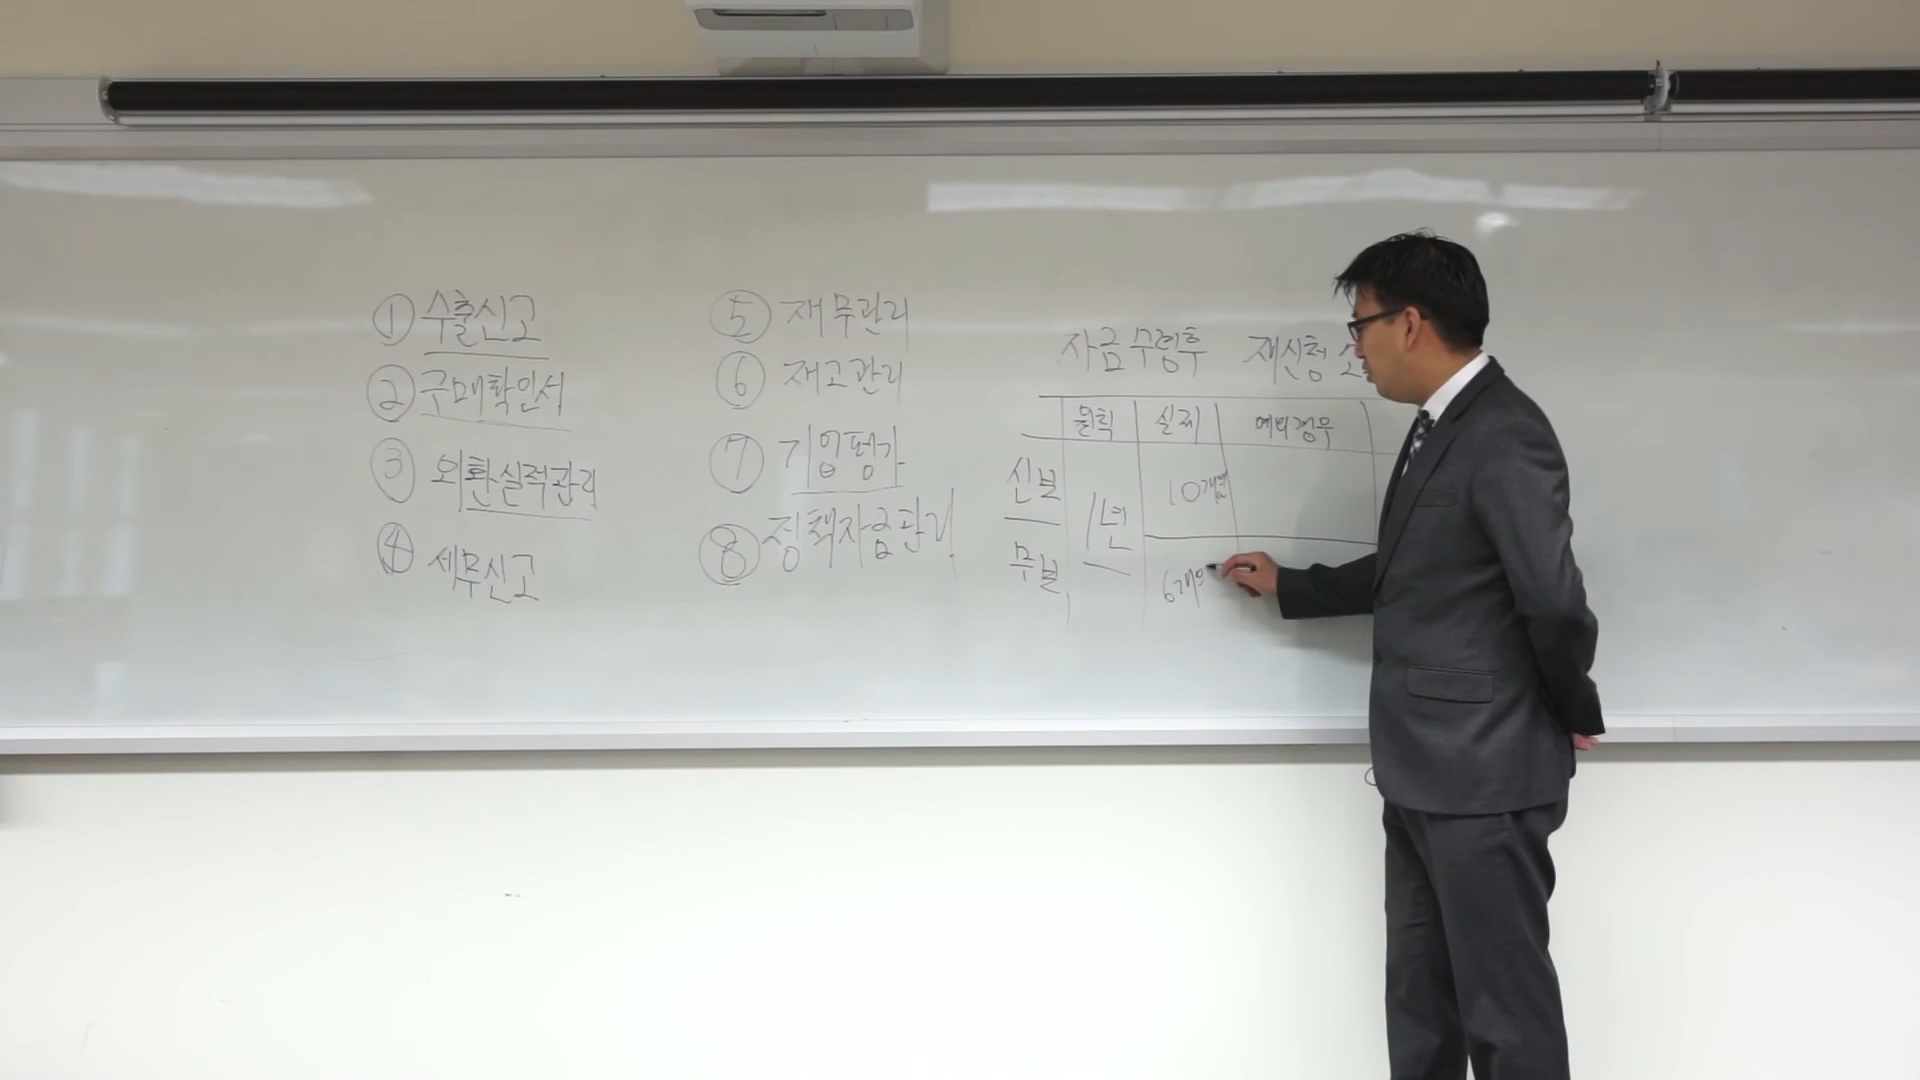 ① 수출신고
② 구매확인서
③ 외환실적관리
④ 세무신고
⑤ 재무관리
⑥ 재고관리
⑦ 기업평가
⑧ 정책자금관리
자금수령후 재신청 소
원칙 실제 예외경우
신보 1년 10개월
무보 6개으